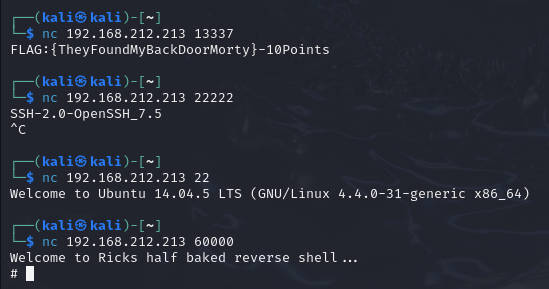 ┌──(kali㉿kali)-[~]
└─$ nc 192.168.212.213 13337
FLAG:{TheyFoundMyBackDoorMorty}-10Points
┌──(kali㉿kali)-[~]
└─$ nc 192.168.212.213 22222
SSH-2.0-OpenSSH_7.5
^C
┌──(kali㉿kali)-[~]
└─$ nc 192.168.212.213 22
Welcome to Ubuntu 14.04.5 LTS (GNU/Linux 4.4.0-31-generic x86_64)
┌──(kali㉿kali)-[~]
└─$ nc 192.168.212.213 60000
Welcome to Ricks half baked reverse shell...
#